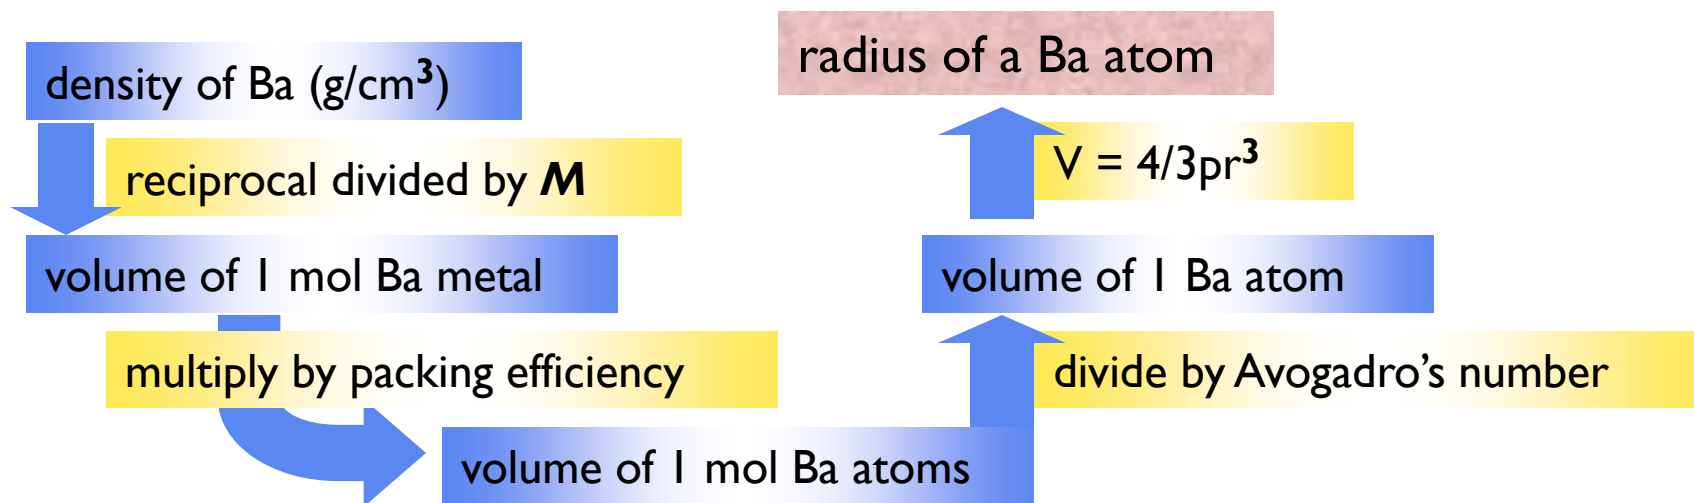 density of Ba (g/cm³)
reciprocal divided by M
volume of 1 mol Ba metal
multiply by packing efficiency
volume of 1 mol Ba atoms
divide by Avogadro’s number
volume of 1 Ba atom
V = 4/3pr³
radius of a Ba atom